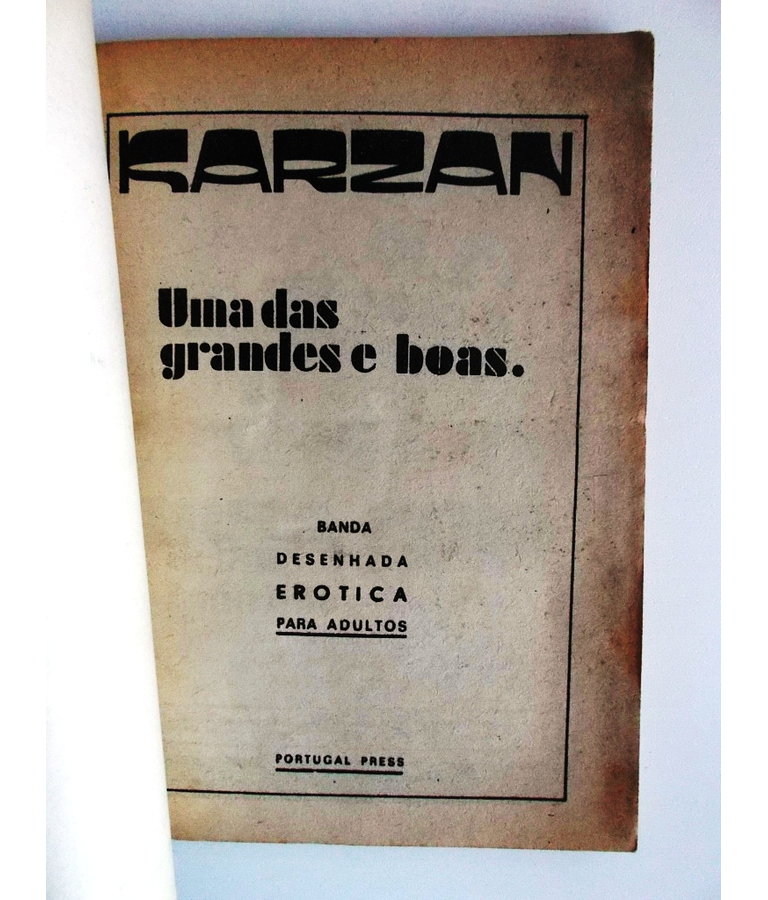 KARZAN
Uma das
grandes e boas.
BANDA
DESENHADA
EROTICA
PARA ADULTOS
PORTUGAL PRESS